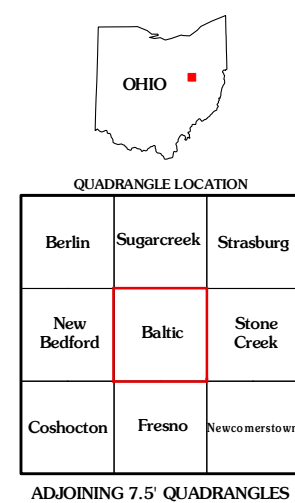 OHIO
QUADRANGLE LOCATION
Berlin Sugarcreek Strasburg
New Bedford Baltic Stone Creek
Coshocton Fresno Newcomerstown
ADJOINING 7.5' QUADRANGLES